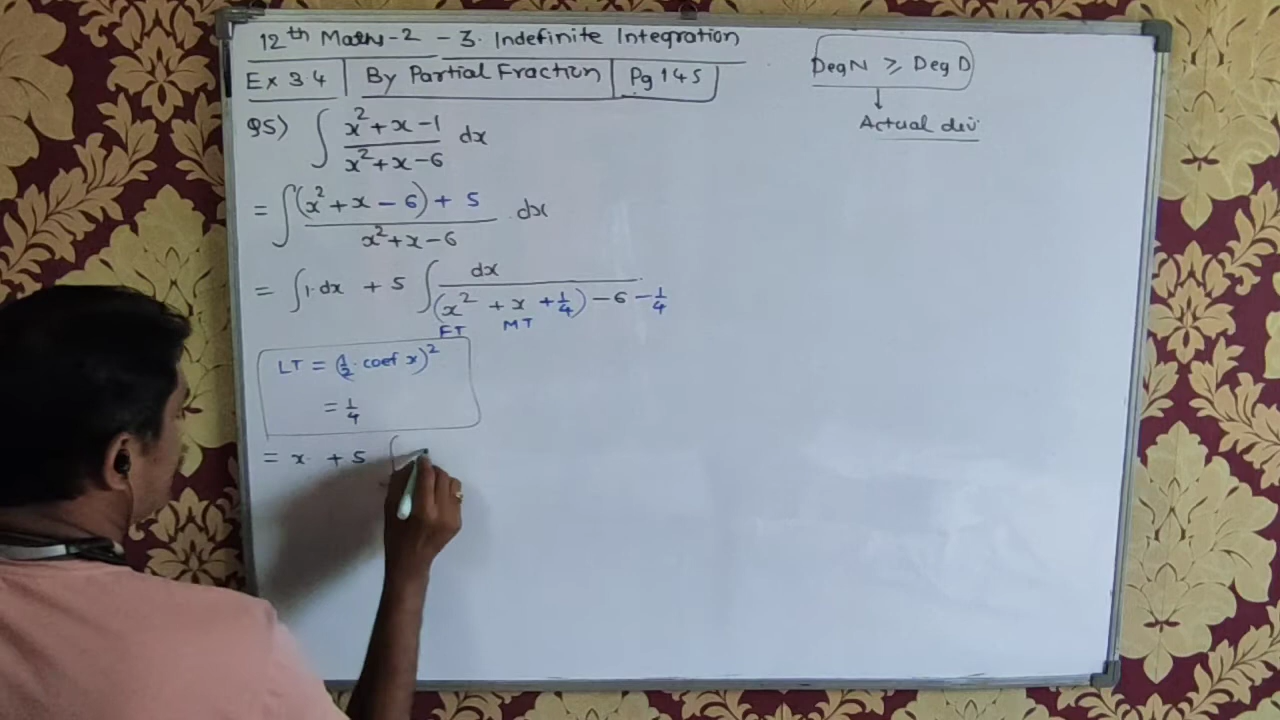 12th Maths-2 - 3. Indefinite Integration
Ex 3 4 | By Partial Fraction | Pg 145
Deg N ≥ Deg D
↓
Actual div
Q5) ∫ (x² + x - 1)/(x² + x - 6) dx
= ∫ ((x² + x - 6) + 5)/(x² + x - 6) dx
= ∫ 1·dx + 5 ∫ dx/((x² + x + 1/4) - 6 - 1/4)
FT MT
LT = (1/2 · coef x)²
= 1/4
= x + 5 ∫